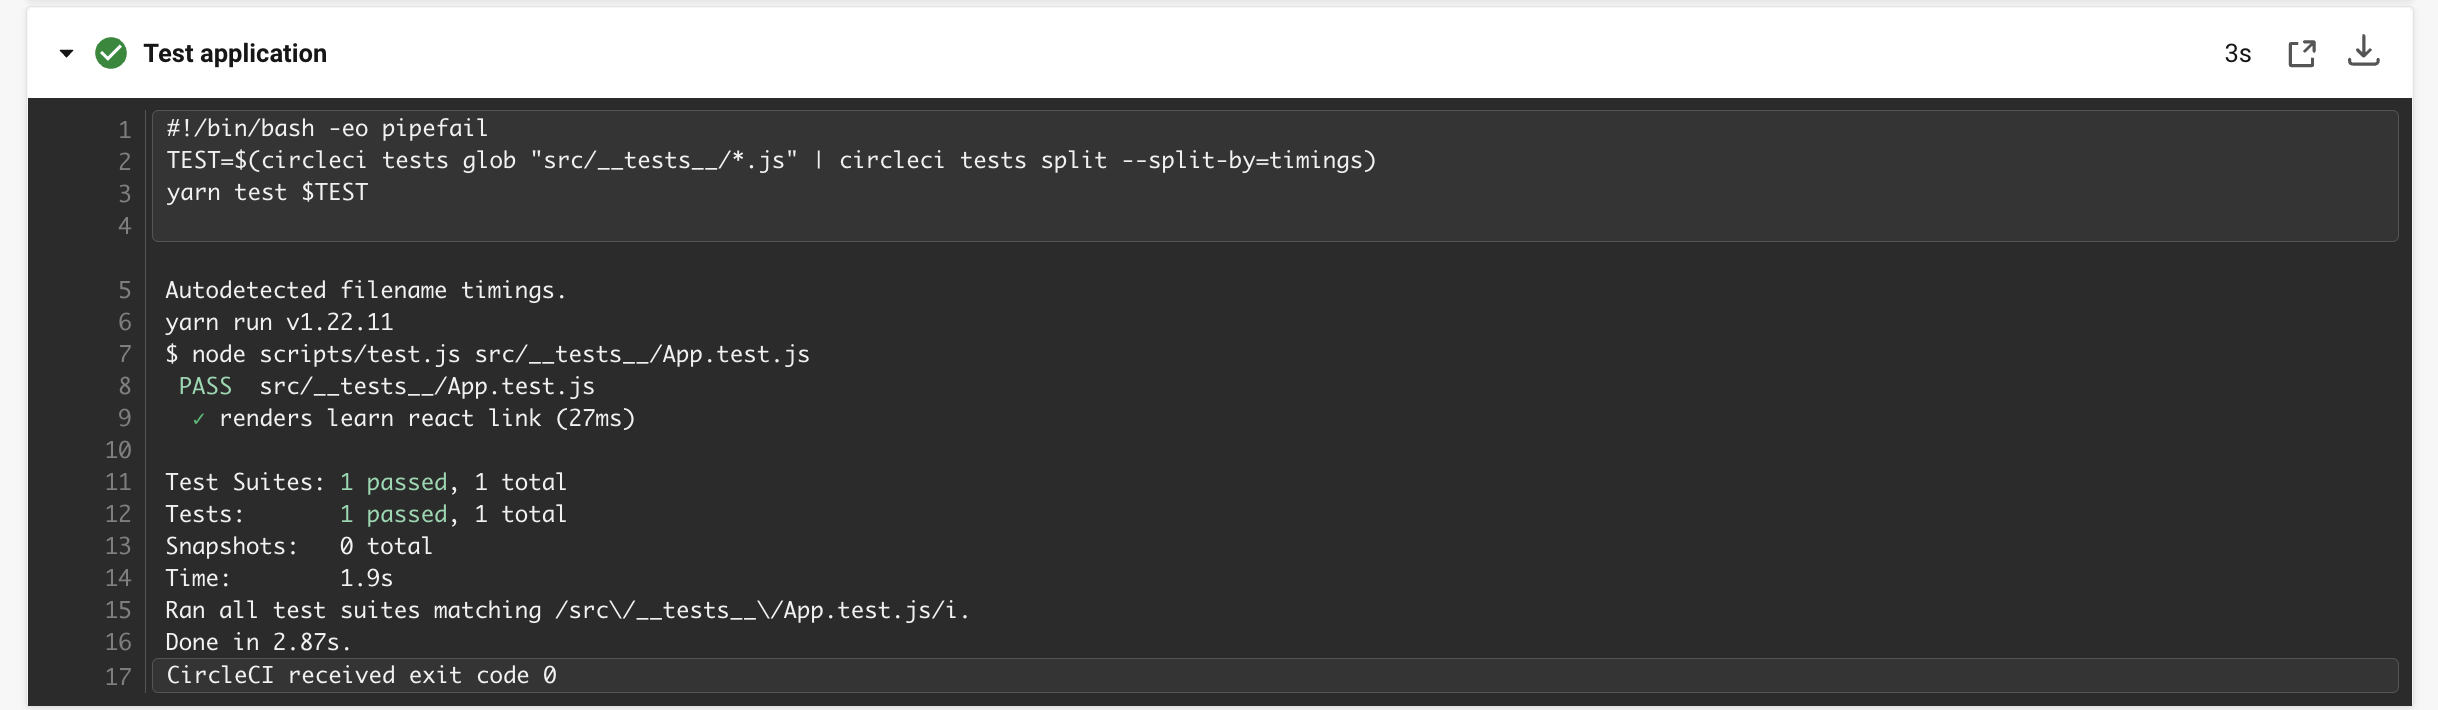 Test application
3s
1 #!/bin/bash -eo pipefail
2 TEST=$(circleci tests glob "src/__tests__/*.js" | circleci tests split --split-by=timings)
3 yarn test $TEST
4
5 Autodetected filename timings.
6 yarn run v1.22.11
7 $ node scripts/test.js src/__tests__/App.test.js
8 PASS src/__tests__/App.test.js
9 ✓ renders learn react link (27ms)
10
11 Test Suites: 1 passed, 1 total
12 Tests: 1 passed, 1 total
13 Snapshots: 0 total
14 Time: 1.9s
15 Ran all test suites matching /src\/__tests__\/App.test.js/i.
16 Done in 2.87s.
17 CircleCI received exit code 0